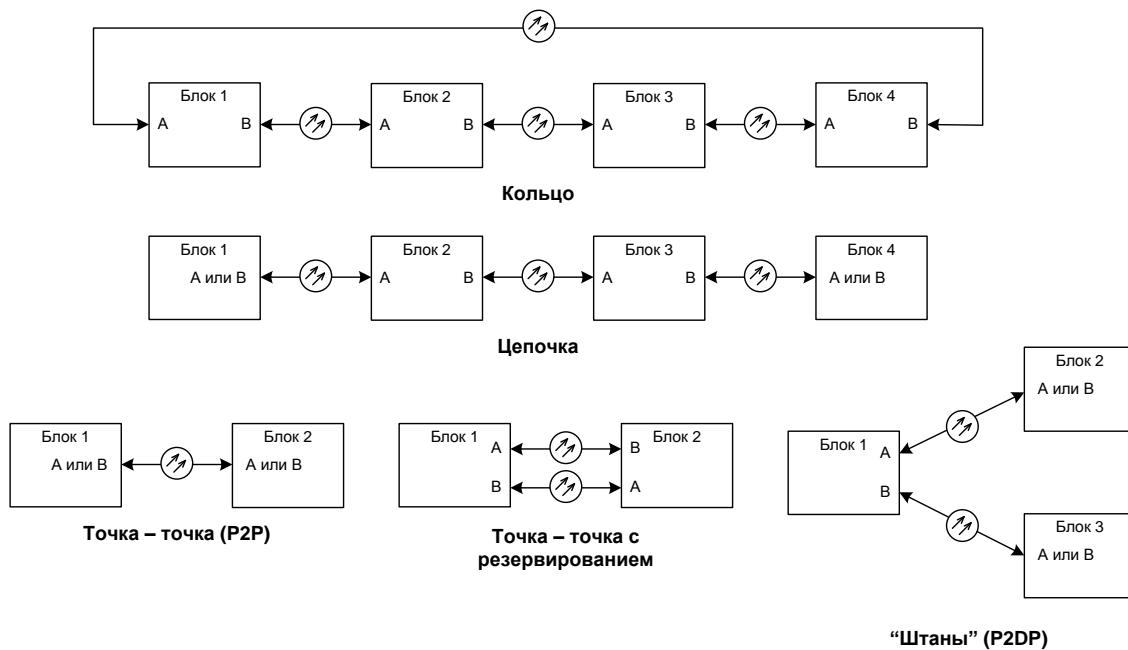 Блок 1
Блок 2
Блок 3
Блок 4
A
B
A
B
A
B
A
B
Кольцо
Блок 1
Блок 2
Блок 3
Блок 4
А или В
A
B
A
B
А или В
Цепочка
Блок 1
А или В
Блок 2
А или В
Точка – точка (P2P)
Блок 1
A
B
Блок 2
B
A
Точка – точка с
резервированием
Блок 1
A
B
Блок 2
А или В
Блок 3
А или В
“Штаны” (P2DP)